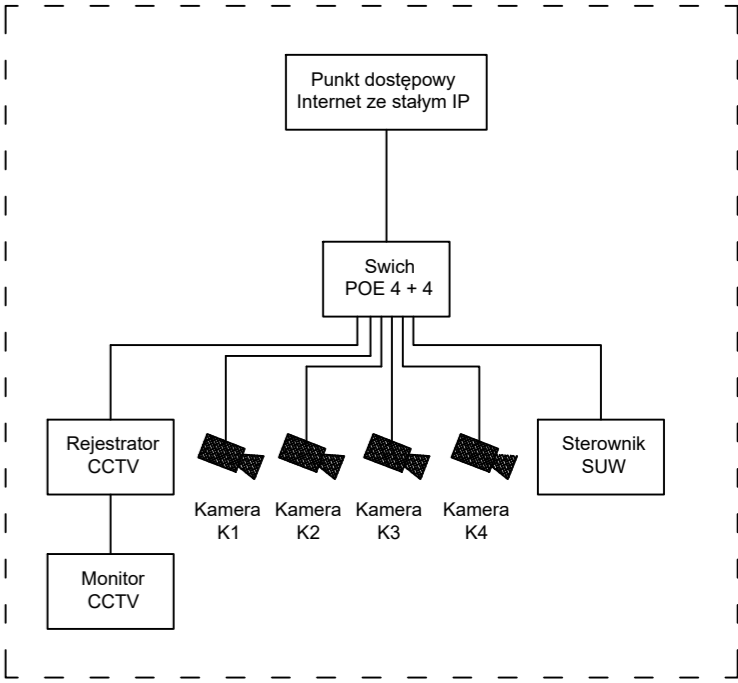 Punkt dostępowy
Internet ze stałym IP
Swich
POE 4 + 4
Rejestrator
CCTV
Kamera
K1
Kamera
K2
Kamera
K3
Kamera
K4
Sterownik
SUW
Monitor
CCTV